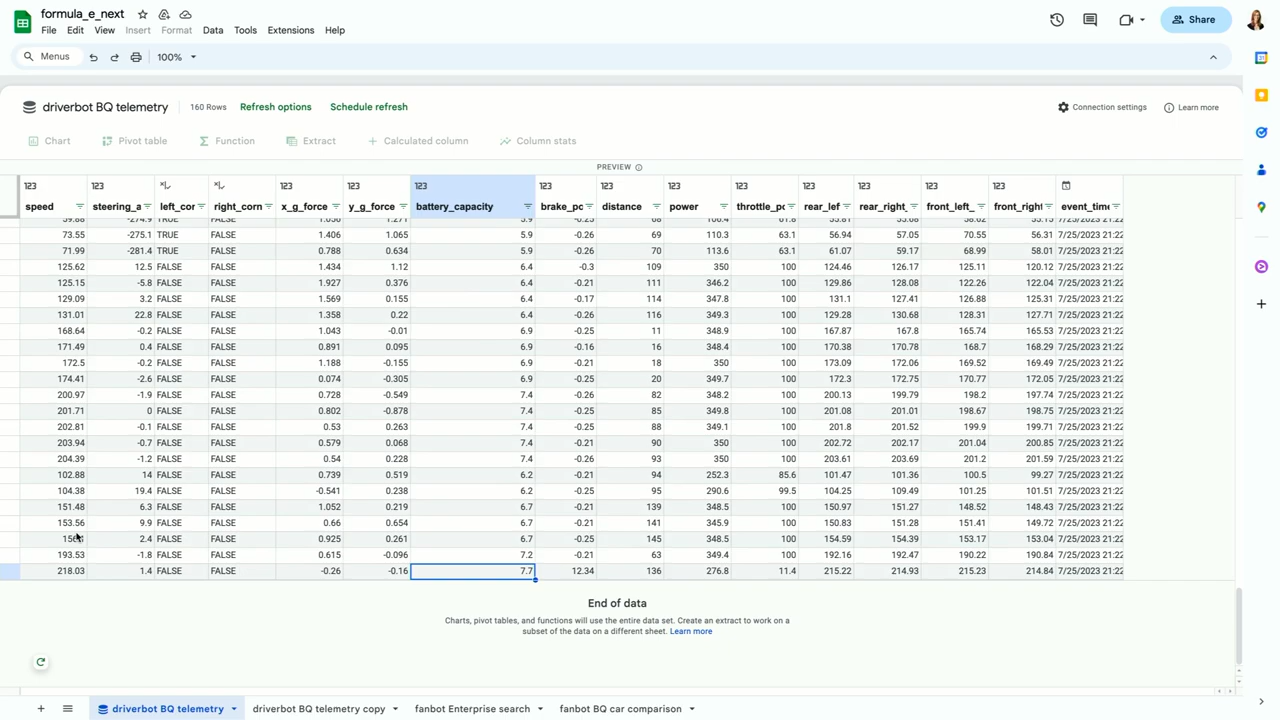 formula_e_next
File Edit View Insert Format Data Tools Extensions Help
Share
Menus 100%
driverbot BQ telemetry 160 Rows Refresh options Schedule refresh Connection settings Learn more
Chart Pivot table Function Extract Calculated column Column stats
PREVIEW
123 123 123 123 123 123 123 123 123 123 123 123 123
speed steering_a left_cor right_corn x_g_force y_g_force battery_capacity brake_pc distance power throttle_pc rear_lef rear_right_ front_left_ front_right event_time
73.55 -275.1 TRUE FALSE 1.406 1.065 5.9 -0.26 69 110.3 63.1 56.94 57.05 70.55 56.31 7/25/2023 21:22
71.99 -281.4 TRUE FALSE 0.788 0.634 5.9 -0.26 70 113.6 63.1 61.07 59.17 68.99 58.01 7/25/2023 21:22
125.62 12.5 FALSE FALSE 1.434 1.12 6.4 -0.3 109 350 100 124.46 126.17 125.11 120.12 7/25/2023 21:22
125.15 -5.8 FALSE FALSE 1.927 0.376 6.4 -0.21 111 346.2 100 129.86 128.08 122.26 122.04 7/25/2023 21:22
129.09 3.2 FALSE FALSE 1.569 0.155 6.4 -0.17 114 347.8 100 131.1 127.41 126.88 125.31 7/25/2023 21:22
131.01 22.8 FALSE FALSE 1.358 0.22 6.4 -0.26 116 349.3 100 129.28 130.68 128.31 127.71 7/25/2023 21:22
168.64 -0.2 FALSE FALSE 1.043 -0.01 6.9 -0.25 11 348.9 100 167.87 167.8 165.74 165.53 7/25/2023 21:22
171.49 0.4 FALSE FALSE 0.891 0.095 6.9 -0.16 16 348.4 100 170.38 170.78 168.7 168.29 7/25/2023 21:22
172.5 -0.2 FALSE FALSE 1.188 -0.155 6.9 -0.21 18 350 100 173.09 172.06 169.52 169.49 7/25/2023 21:22
174.41 -2.6 FALSE FALSE 0.074 -0.305 6.9 -0.25 20 349.7 100 172.3 172.75 170.77 172.05 7/25/2023 21:22
200.97 -1.9 FALSE FALSE 0.728 -0.549 7.4 -0.26 82 348.2 100 200.13 199.79 198.2 197.74 7/25/2023 21:22
201.71 0 FALSE FALSE 0.802 -0.878 7.4 -0.25 85 349.8 100 201.08 201.01 198.67 198.75 7/25/2023 21:22
202.81 -0.1 FALSE FALSE 0.53 0.263 7.4 -0.25 88 349.1 100 201.8 201.52 199.9 199.71 7/25/2023 21:22
203.94 -0.7 FALSE FALSE 0.579 0.068 7.4 -0.21 90 350 100 202.72 202.17 201.04 200.85 7/25/2023 21:22
204.39 -1.2 FALSE FALSE 0.54 0.228 7.4 -0.26 93 350 100 203.61 203.69 201.2 201.59 7/25/2023 21:22
102.88 14 FALSE FALSE 0.739 0.519 6.2 -0.21 94 252.3 85.6 101.47 101.36 100.5 99.27 7/25/2023 21:22
104.38 19.4 FALSE FALSE -0.541 0.238 6.2 -0.21 95 290.6 99.5 104.25 109.49 101.25 101.51 7/25/2023 21:22
151.48 6.3 FALSE FALSE 1.052 0.219 6.7 -0.21 139 348.5 100 150.97 151.27 148.52 148.43 7/25/2023 21:22
153.56 9.9 FALSE FALSE 0.66 0.654 6.7 -0.21 141 345.9 100 150.83 151.28 151.41 149.72 7/25/2023 21:22
2.4 FALSE FALSE 0.925 0.261 6.7 -0.25 145 348.5 100 154.59 154.39 153.17 153.04 7/25/2023 21:22
193.53 -1.8 FALSE FALSE 0.615 -0.096 7.2 -0.21 63 349.4 100 192.16 192.47 190.22 190.84 7/25/2023 21:22
218.03 1.4 FALSE FALSE -0.26 -0.16 7.7 12.34 136 276.8 11.4 215.22 214.93 215.23 214.84 7/25/2023 21:22
End of data
Charts, pivot tables, and functions will use the entire data set. Create an extract to work on a
subset of the data on a different sheet. Learn more
driverbot BQ telemetry driverbot BQ telemetry copy fanbot Enterprise search fanbot BQ car comparison